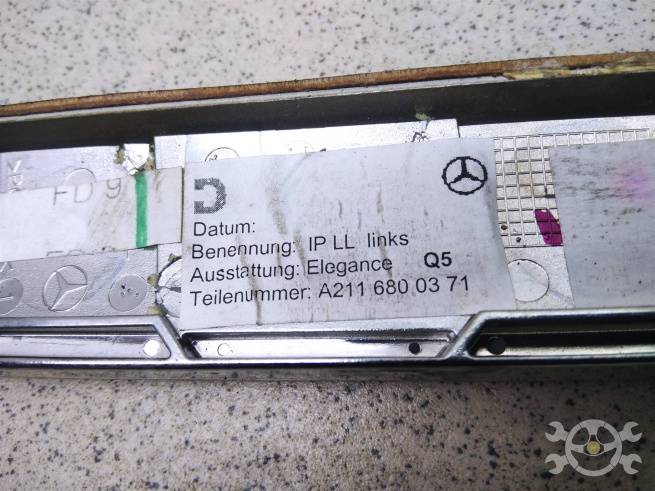 FD 9
Datum:
Benennung: IP LL links
Ausstattung: Elegance Q5
Teilenummer: A211 680 03 71